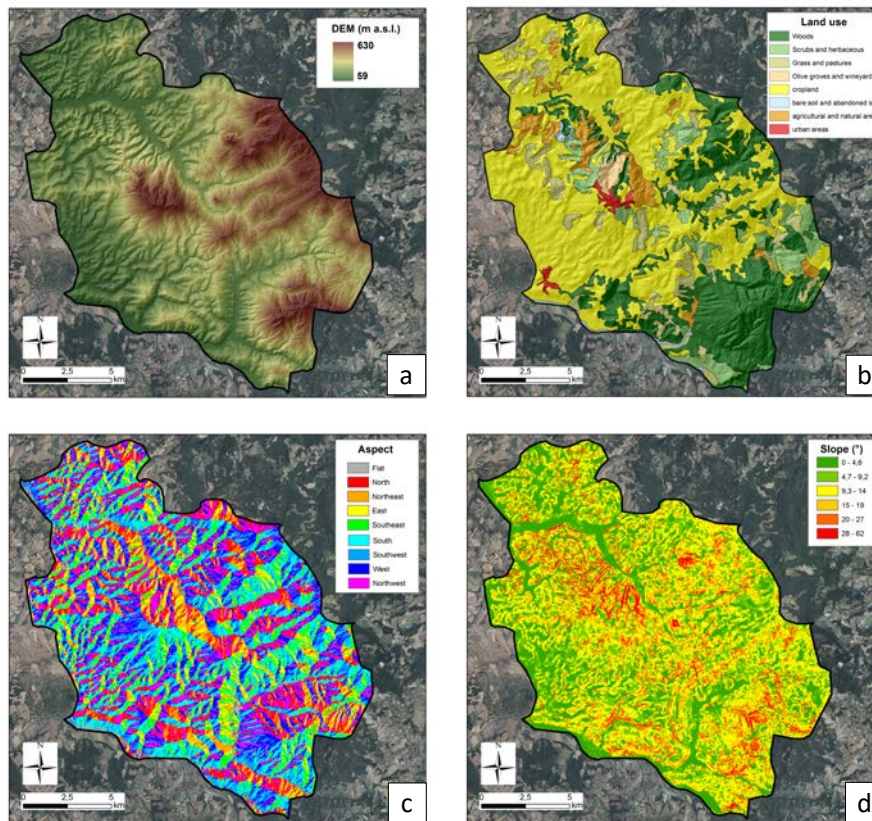 DEM (m a.s.l.)
630
59
N
0 2,5 5
km
a
Land use
Woods
Scrubs and herbaceous
Grass and pastures
Olive groves and wineyard
cropland
bare soil and abandoned la
agricultural and natural are
urban areas
N
0 2,5 5
km
b
Aspect
Flat
North
Northeast
East
Southeast
South
Southwest
West
Northwest
N
0 2,5 5
km
c
Slope (°)
0 - 4,6
4,7 - 9,2
9,3 - 14
15 - 19
20 - 27
28 - 62
N
0 2,5 5
km
d